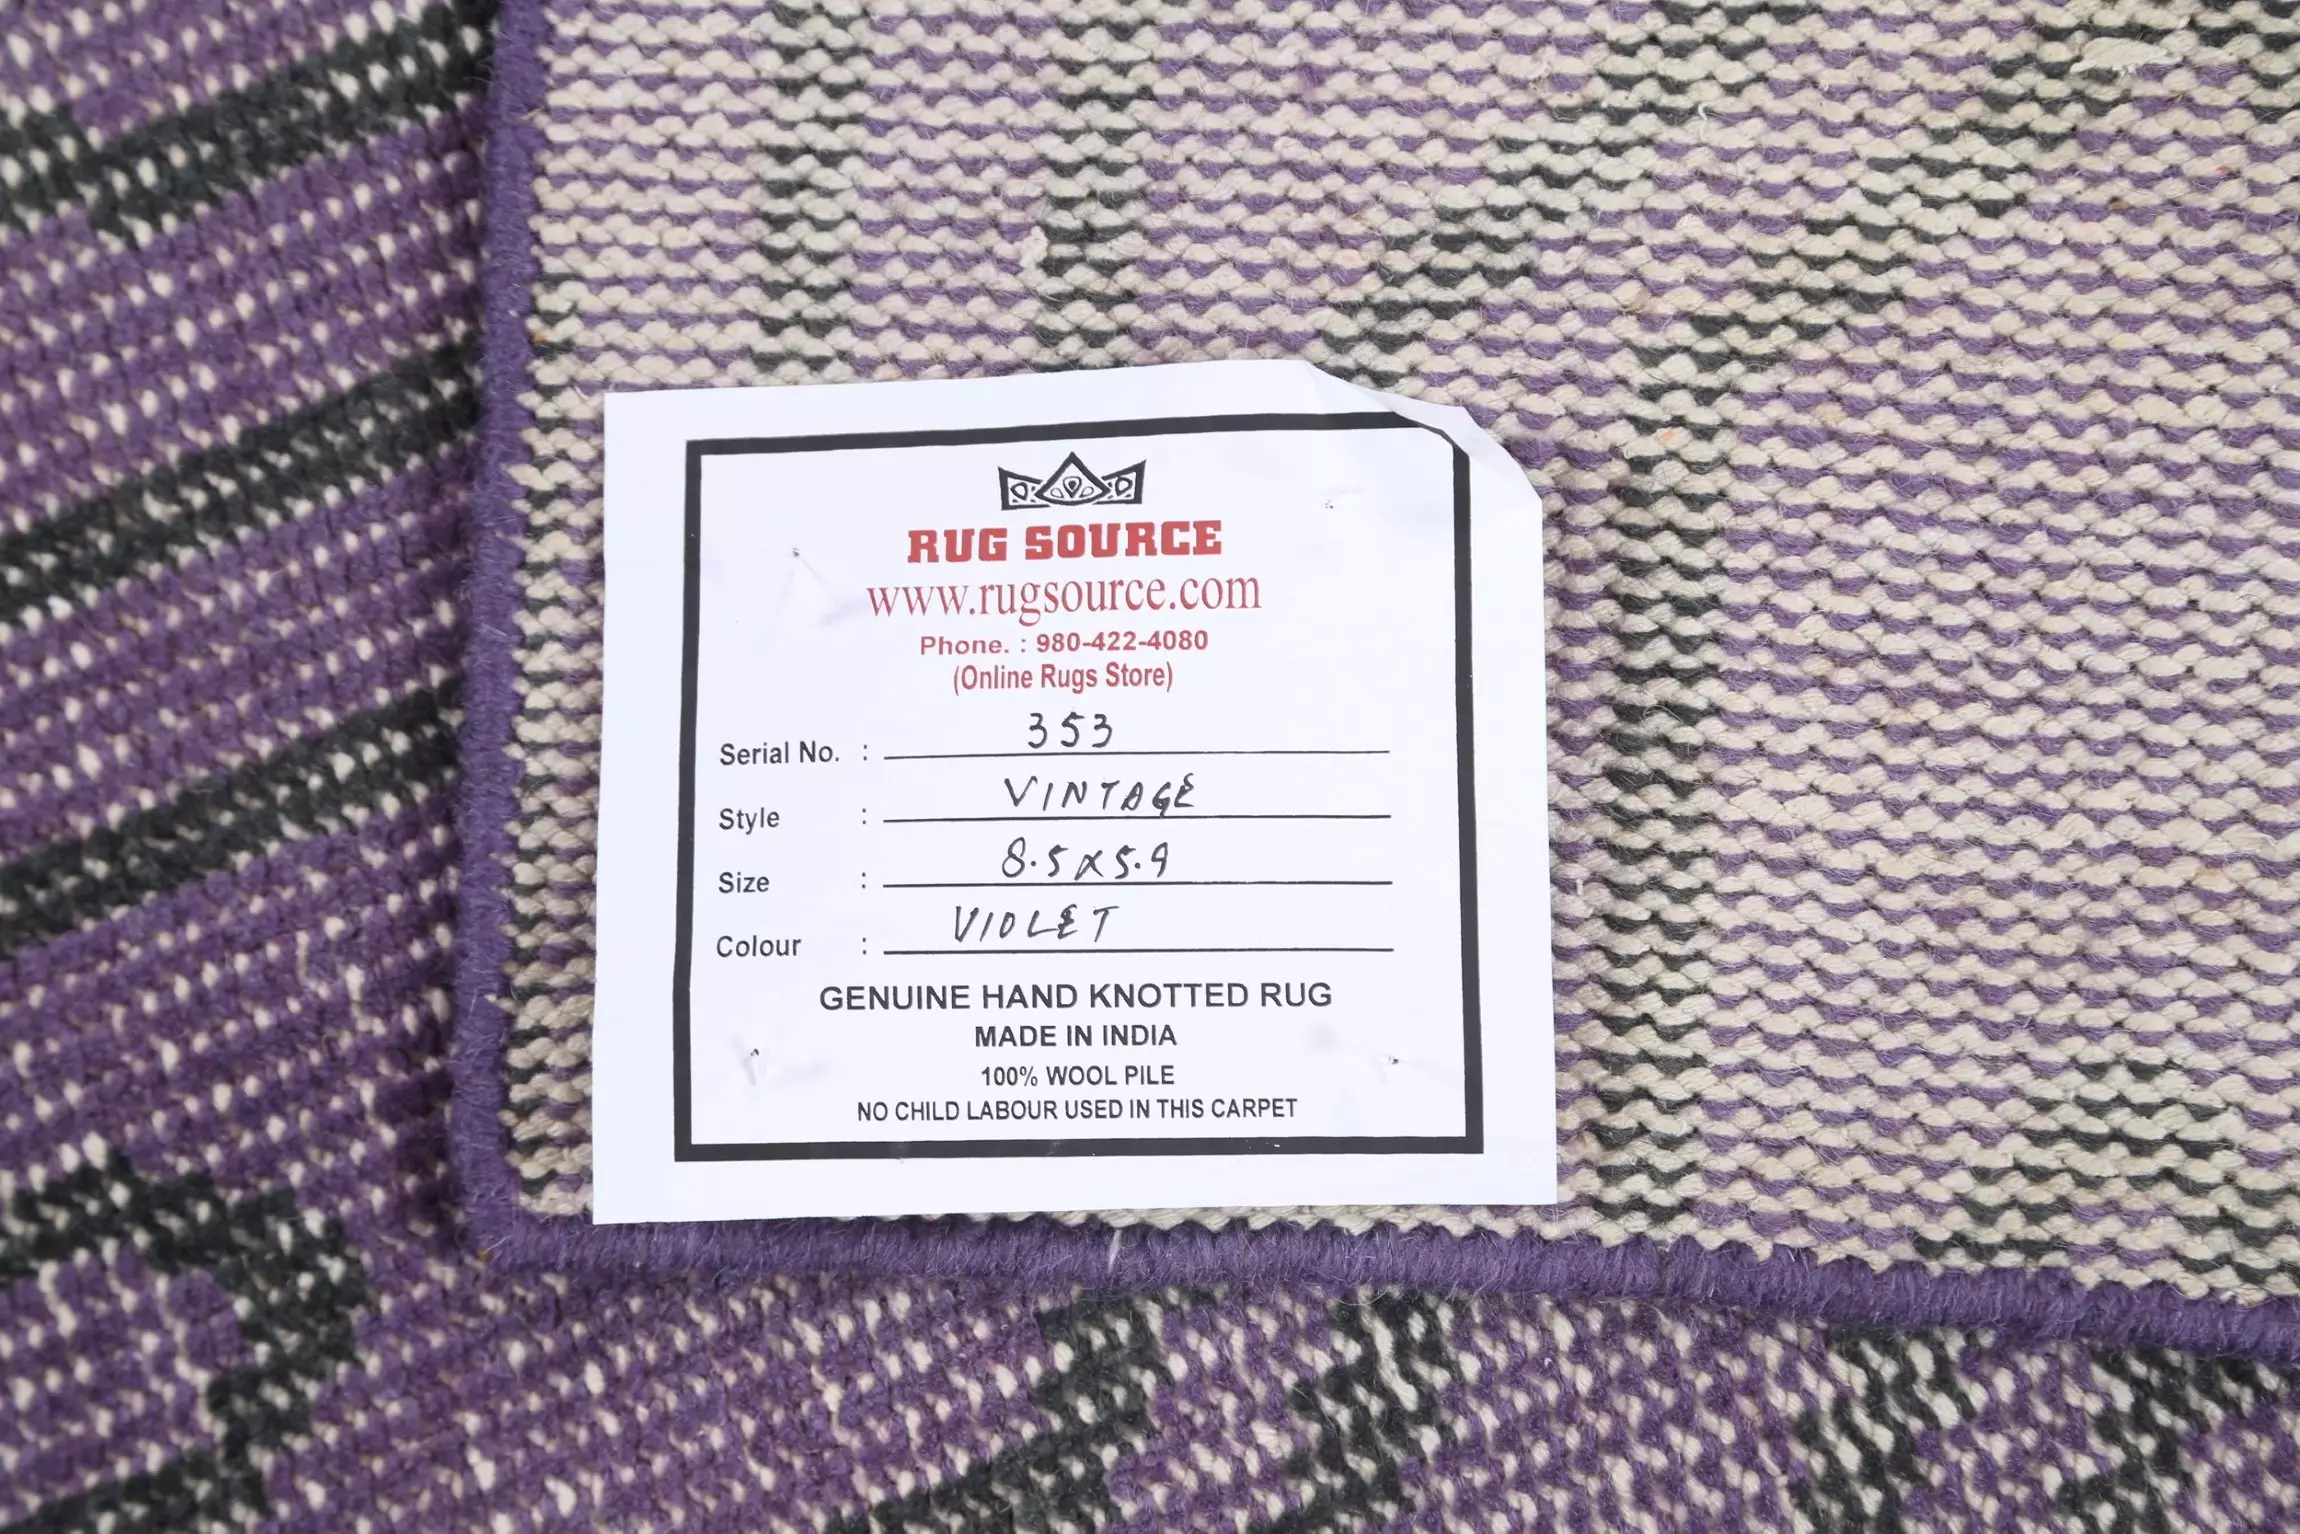 RUG SOURCE
www.rugsource.com
Phone. : 980-422-4080
(Online Rugs Store)
Serial No. : 353
Style : VINTAGE
Size : 8.5x5.9
Colour : VIOLET
GENUINE HAND KNOTTED RUG
MADE IN INDIA
100% WOOL PILE
NO CHILD LABOUR USED IN THIS CARPET